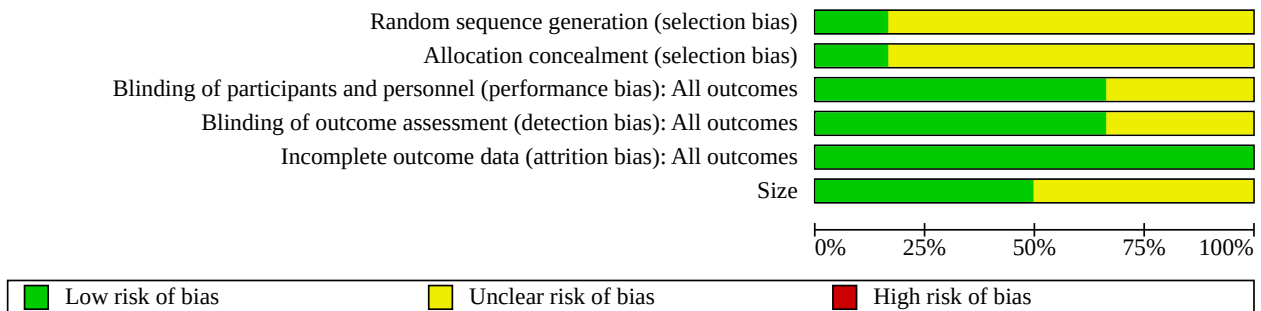 Random sequence generation (selection bias)
Allocation concealment (selection bias)
Blinding of participants and personnel (performance bias): All outcomes
Blinding of outcome assessment (detection bias): All outcomes
Incomplete outcome data (attrition bias): All outcomes
Size
0% 25% 50% 75% 100%
Low risk of bias Unclear risk of bias High risk of bias